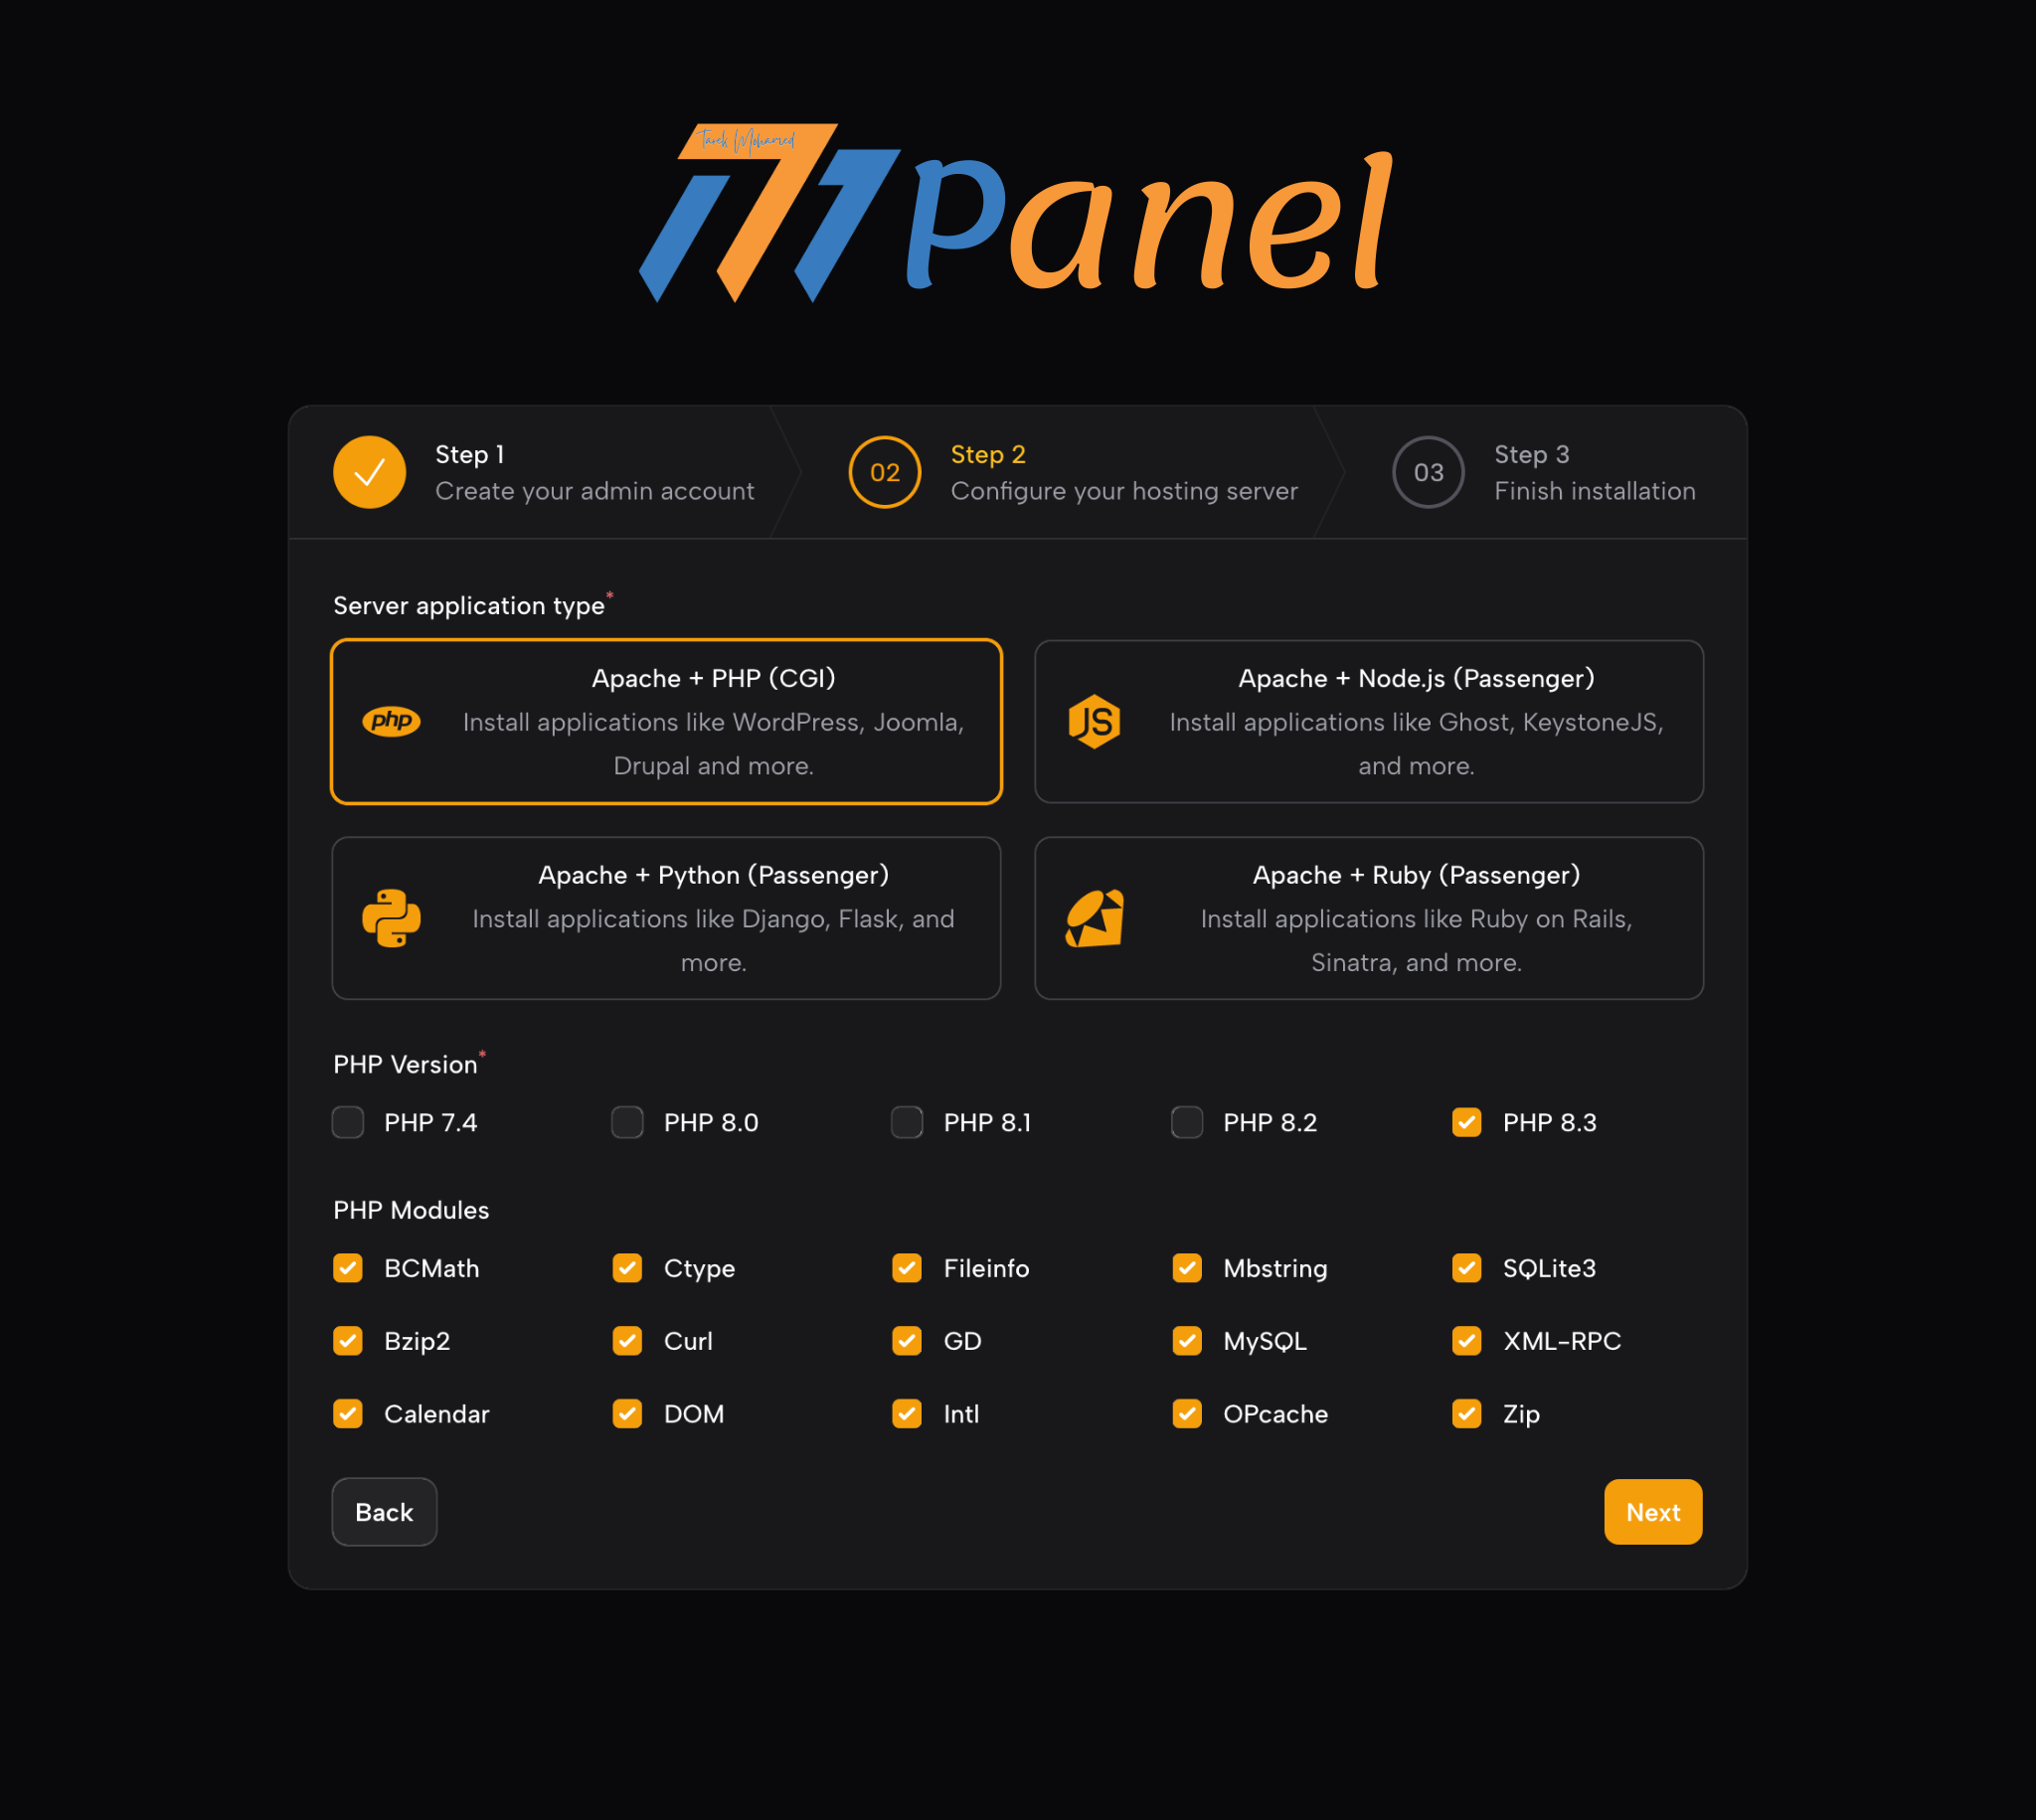 Tarek Mohamed
Panel
Step 1
Create your admin account
02
Step 2
Configure your hosting server
03
Step 3
Finish installation
Server application type*
php
Apache + PHP (CGI)
Install applications like WordPress, Joomla,
Drupal and more.
JS
Apache + Node.js (Passenger)
Install applications like Ghost, KeystoneJS,
and more.
Apache + Python (Passenger)
Install applications like Django, Flask, and
more.
Apache + Ruby (Passenger)
Install applications like Ruby on Rails,
Sinatra, and more.
PHP Version*
PHP 7.4
PHP 8.0
PHP 8.1
PHP 8.2
PHP 8.3
PHP Modules
BCMath
Ctype
Fileinfo
Mbstring
SQLite3
Bzip2
Curl
GD
MySQL
XML-RPC
Calendar
DOM
Intl
OPcache
Zip
Back
Next